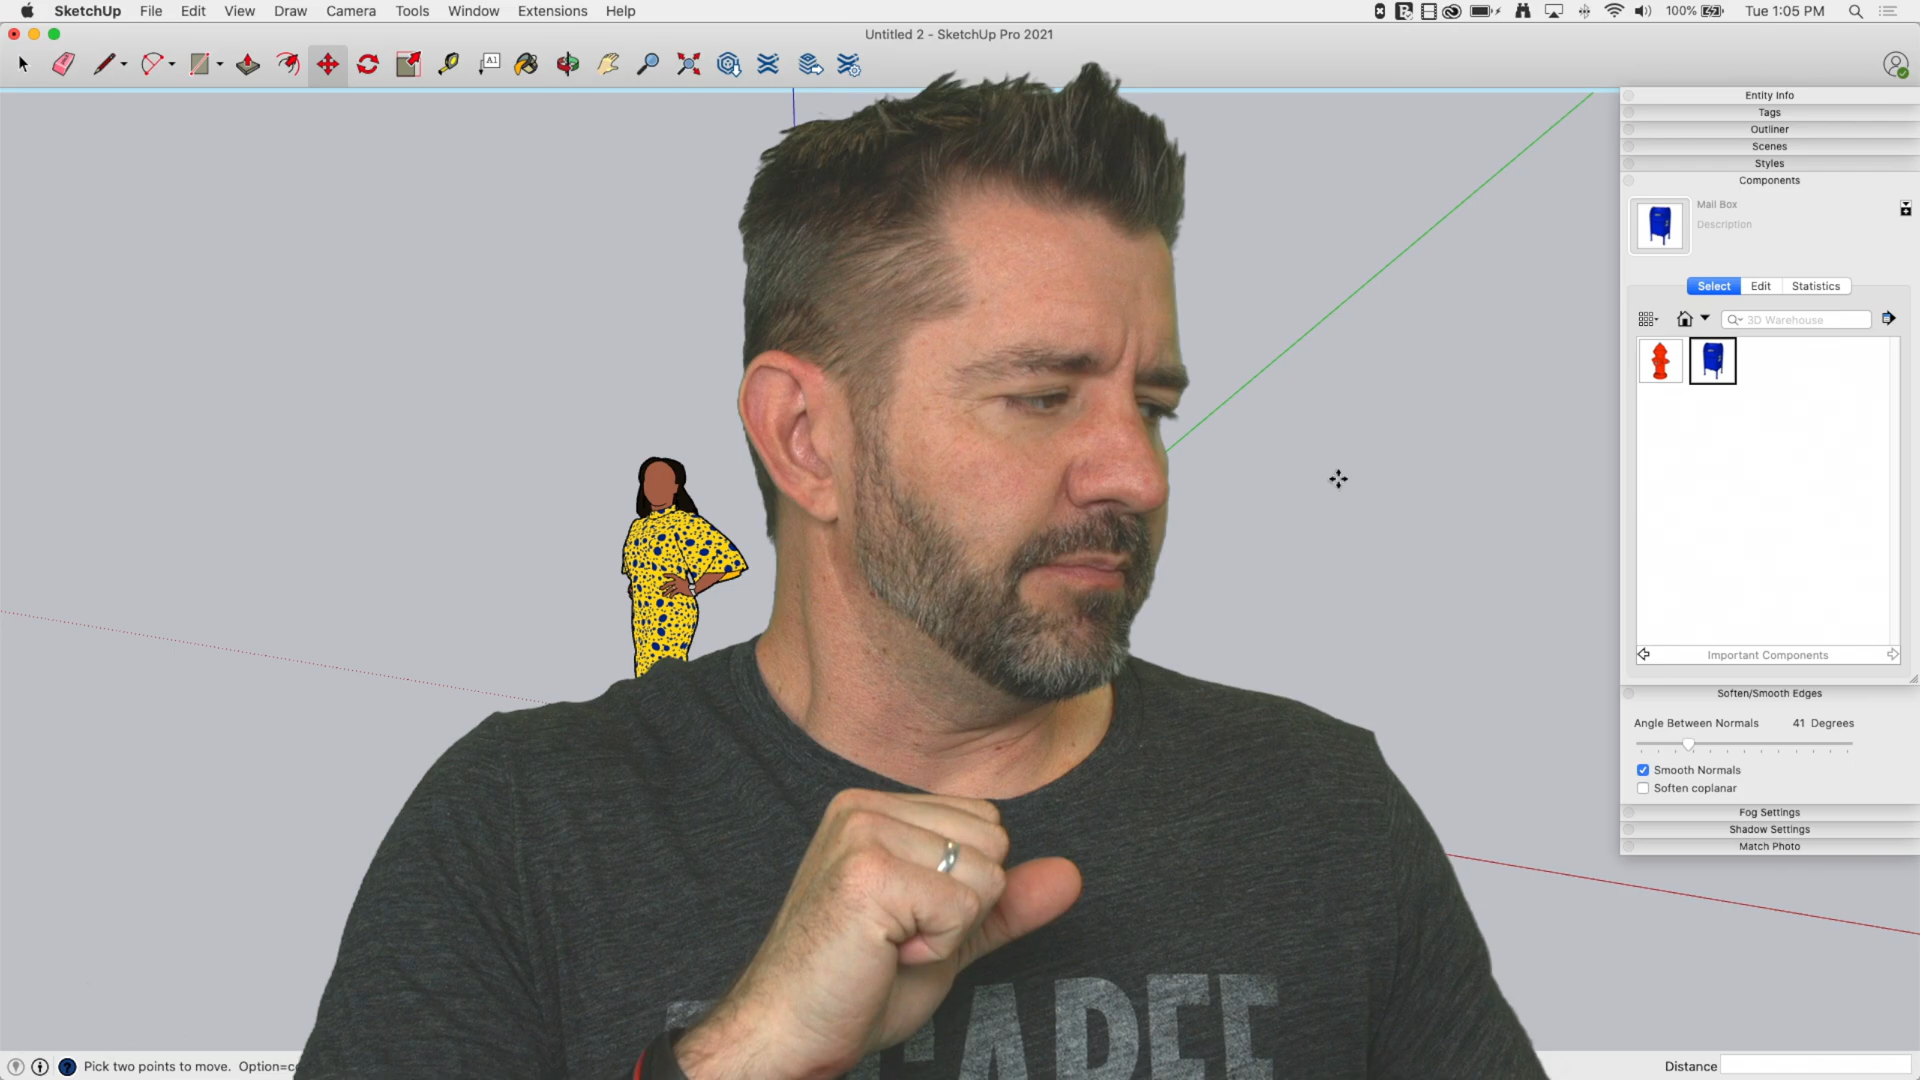 SketchUp File Edit View Draw Camera Tools Window Extensions Help 100% Tue 1:05 PM
Untitled 2 - SketchUp Pro 2021
A1
Entity Info
Tags
Outliner
Scenes
Styles
Components
Mail Box
Description
Select Edit Statistics
3D Warehouse
Important Components
Soften/Smooth Edges
Angle Between Normals 41 Degrees
Smooth Normals
Soften coplanar
Fog Settings
Shadow Settings
Match Photo
Pick two points to move. Distance